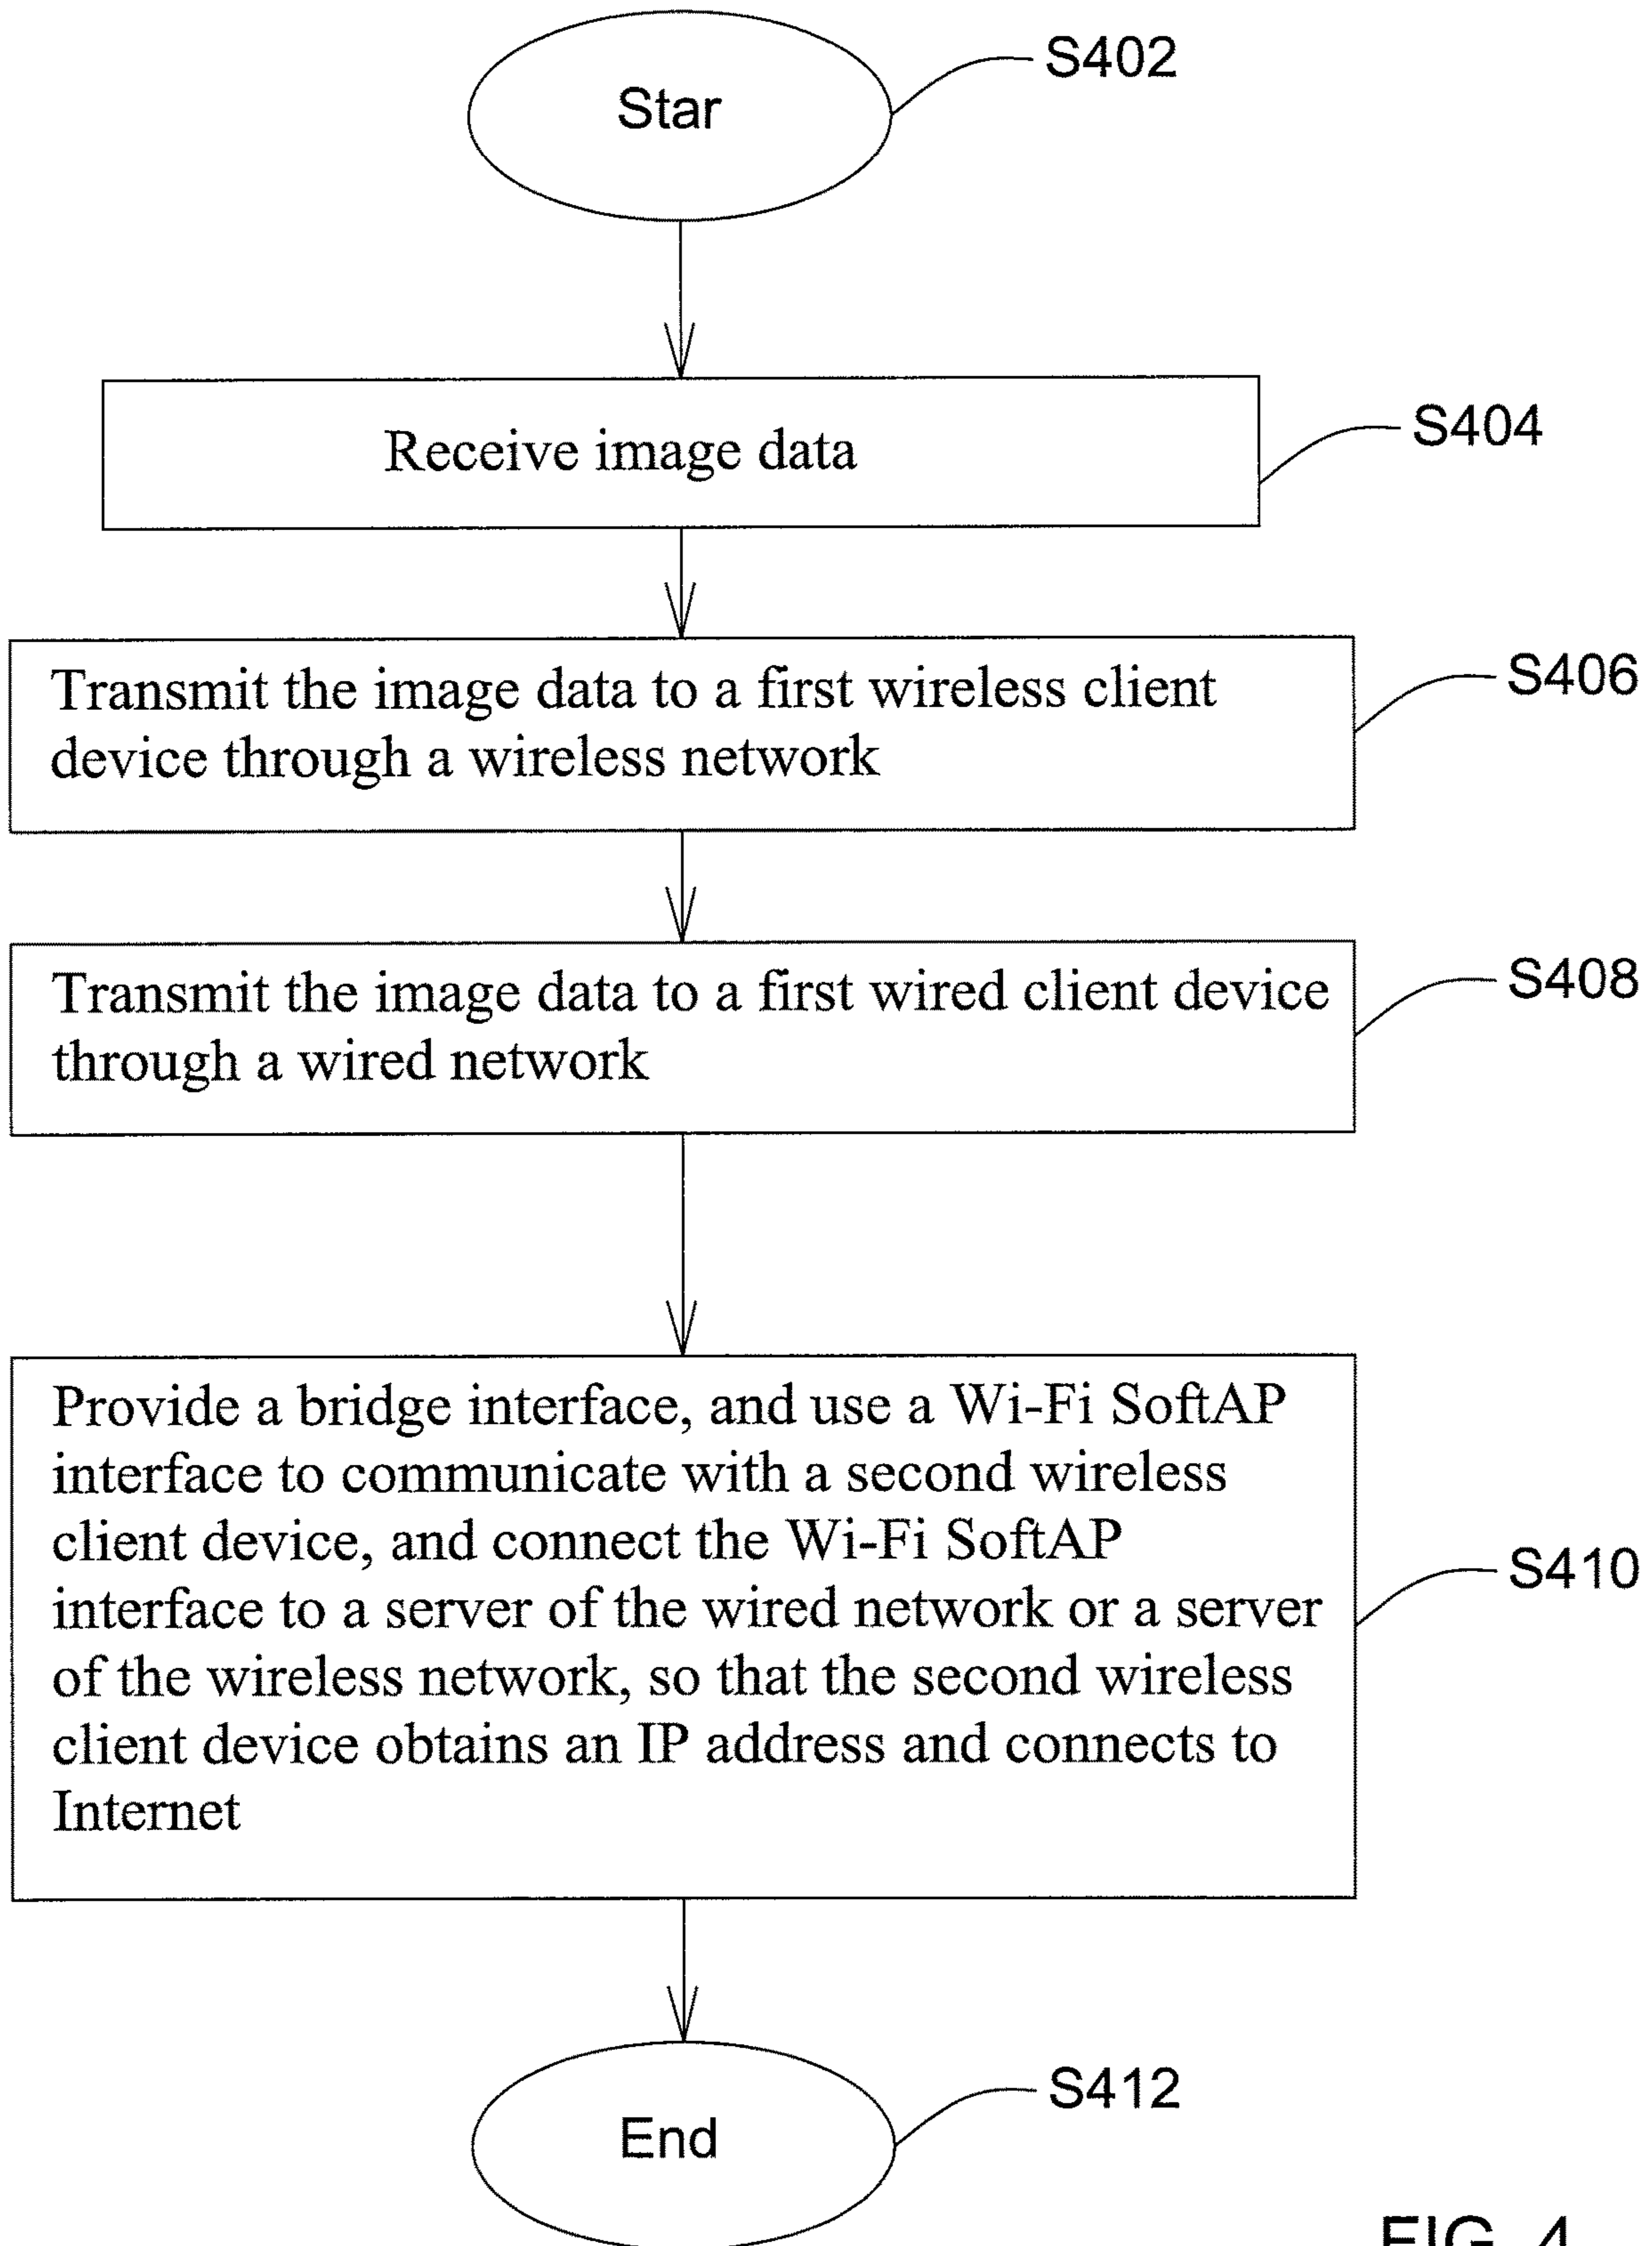 Star
S402
Receive image data
S404
Transmit the image data to a first wireless client
device through a wireless network
S406
Transmit the image data to a first wired client device
through a wired network
S408
Provide a bridge interface, and use a Wi-Fi SoftAP
interface to communicate with a second wireless
client device, and connect the Wi-Fi SoftAP
interface to a server of the wired network or a server
of the wireless network, so that the second wireless
client device obtains an IP address and connects to
Internet
S410
End
S412
FIG. 4